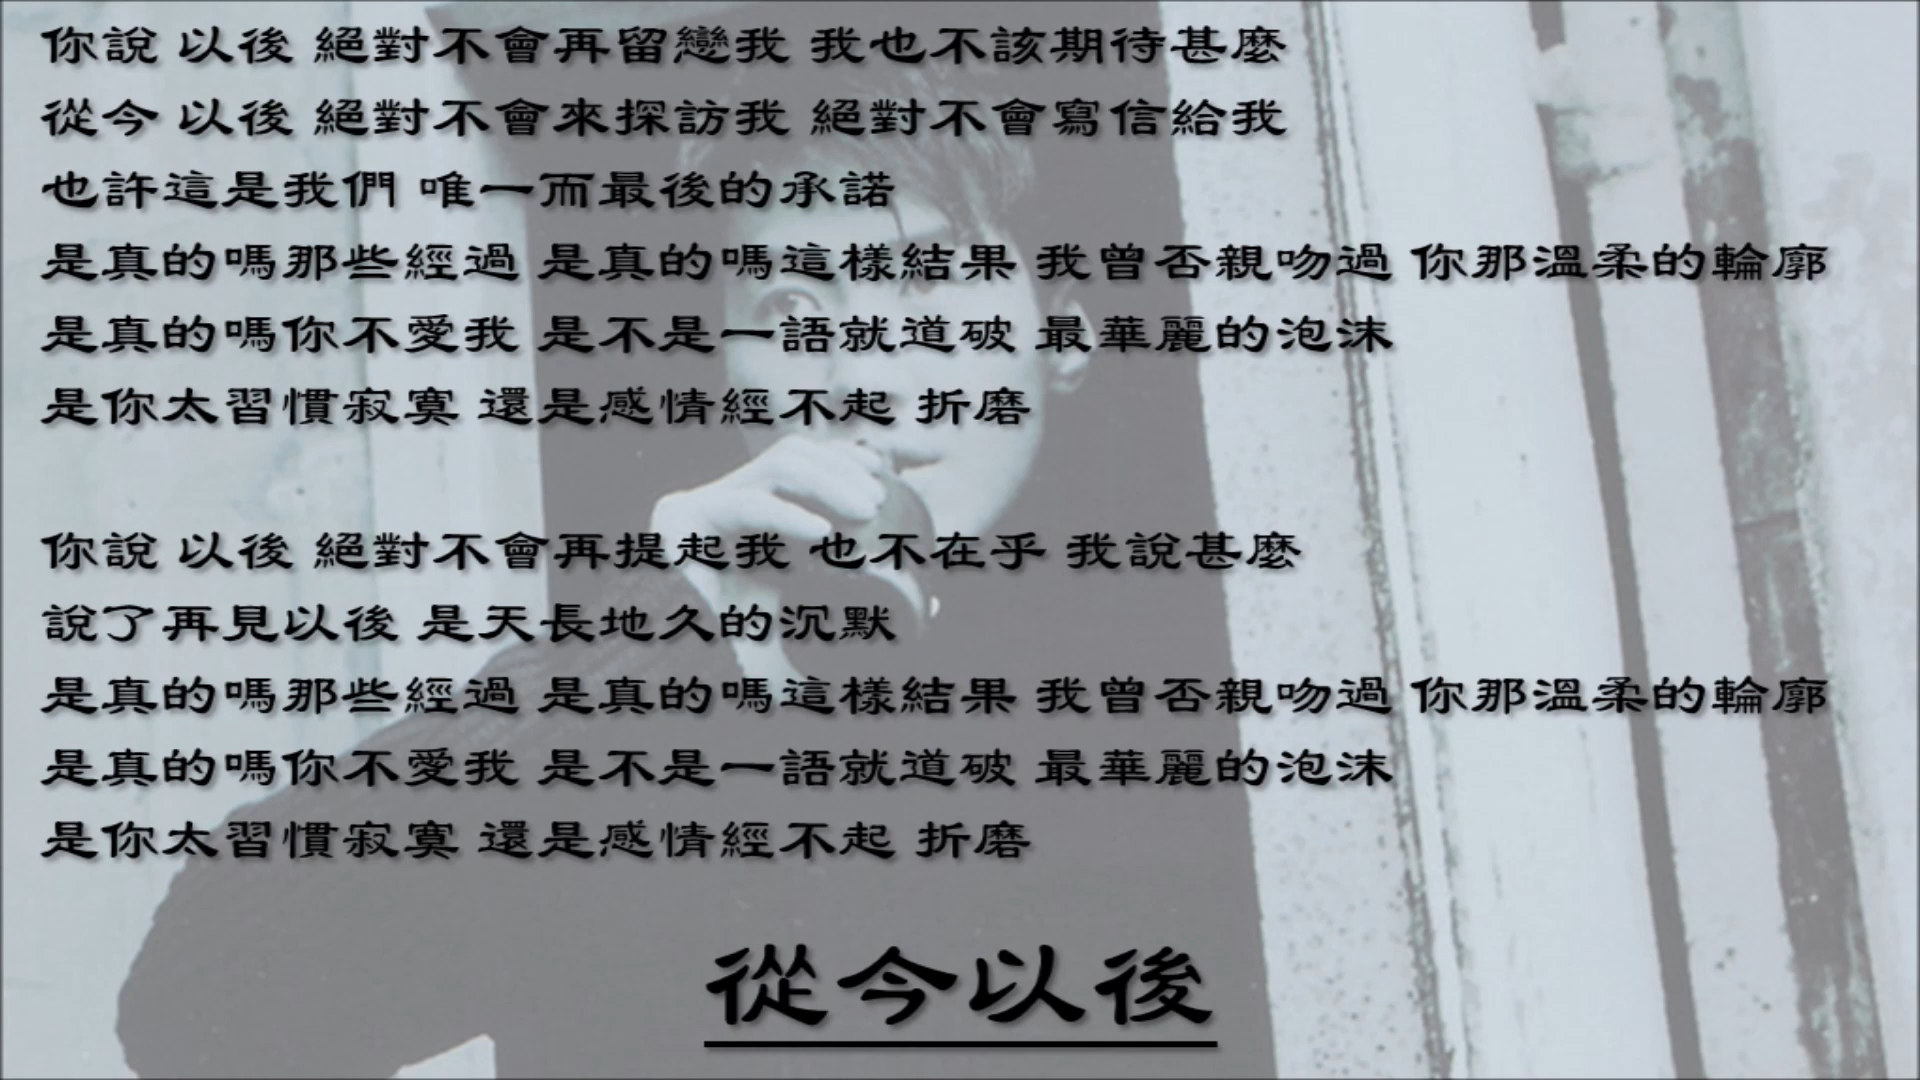 你說 以後 絕對不會再留戀我 我也不該期待甚麼
從今 以後 絕對不會來探訪我 絕對不會寫信給我
也許這是我們 唯一而最後的承諾
是真的嗎那些經過 是真的嗎這樣結果 我曾否親吻過 你那溫柔的輪廓
是真的嗎你不愛我 是不是一語就道破 最華麗的泡沫
是你太習慣寂寞 還是感情經不起 折磨
你說 以後 絕對不會再提起我 也不在乎 我說甚麼
說了再見以後 是天長地久的沉默
是真的嗎那些經過 是真的嗎這樣結果 我曾否親吻過 你那溫柔的輪廓
是真的嗎你不愛我 是不是一語就道破 最華麗的泡沫
是你太習慣寂寞 還是感情經不起 折磨
從今以後